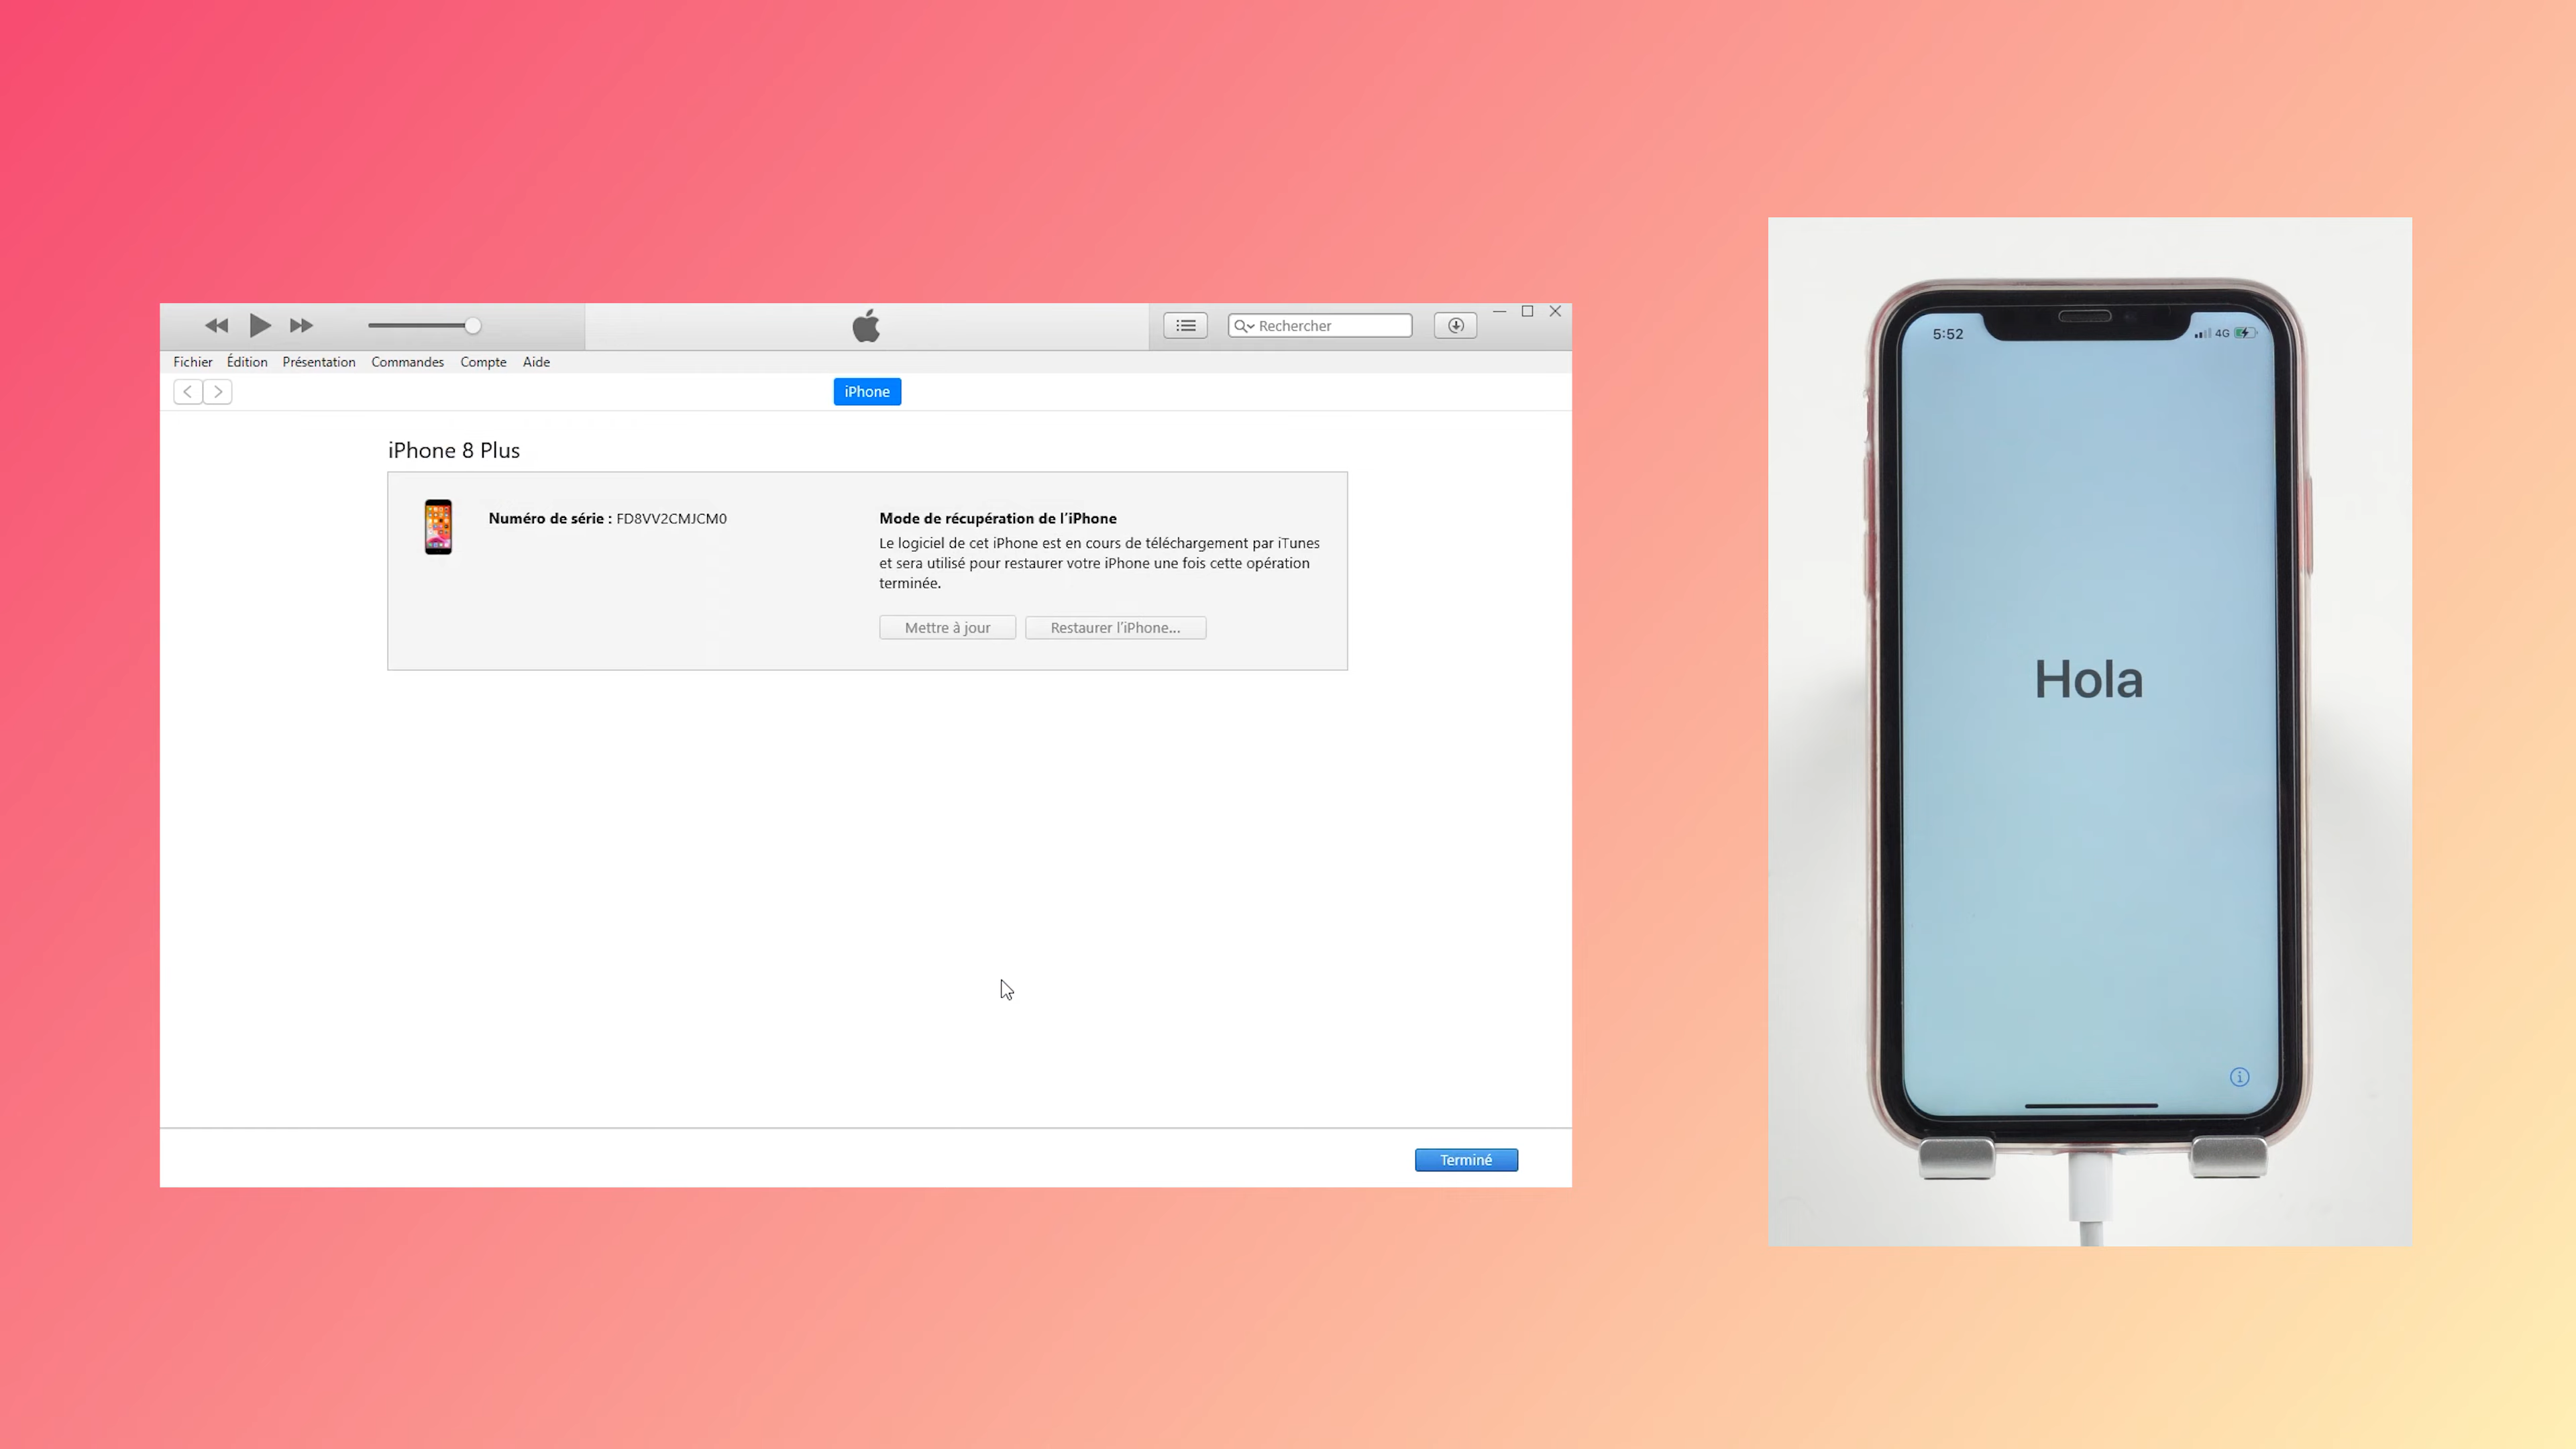 Rechercher
Fichier Édition Présentation Commandes Compte Aide
iPhone
iPhone 8 Plus
Numéro de série : FD8VV2CMJCM0
Mode de récupération de l'iPhone
Le logiciel de cet iPhone est en cours de téléchargement par iTunes
et sera utilisé pour restaurer votre iPhone une fois cette opération
terminée.
Mettre à jour Restaurer l'iPhone...
Terminé
5:52 4G
Hola